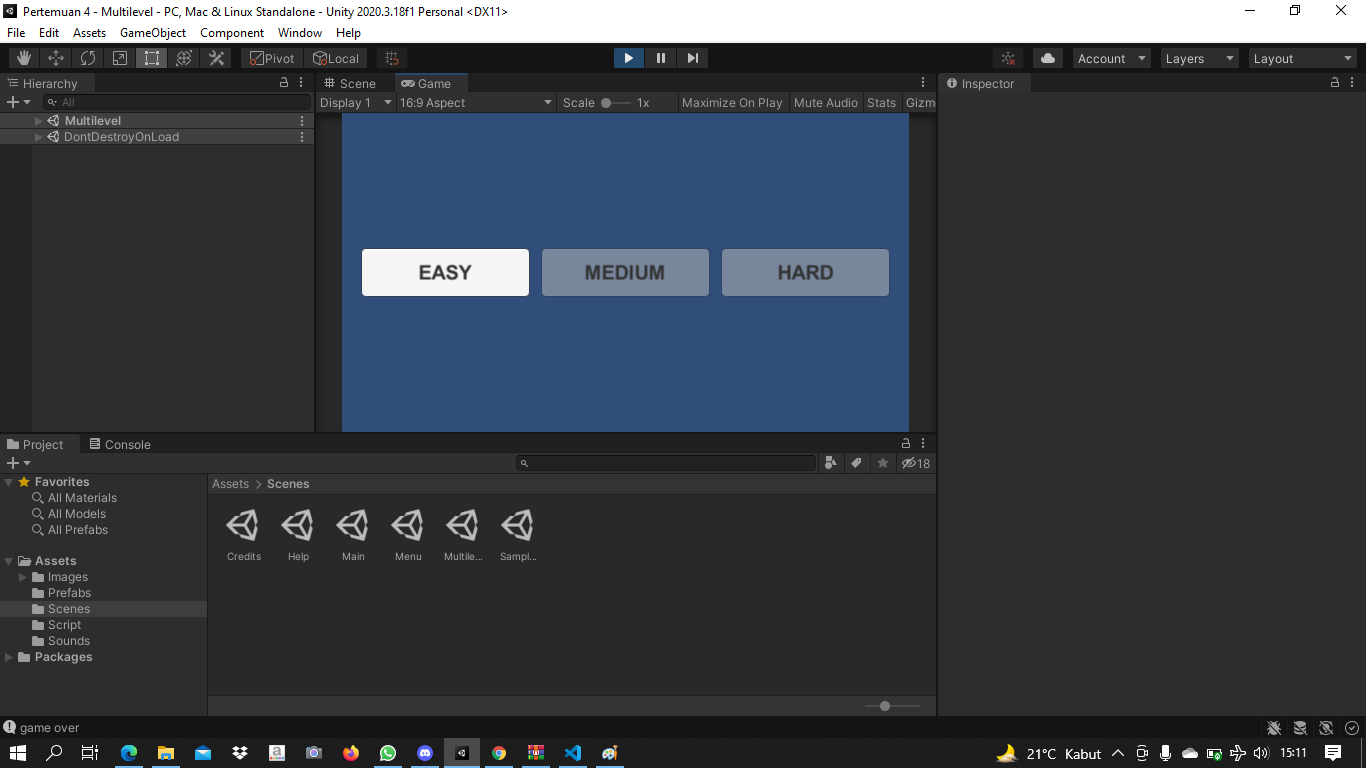 Pertemuan 4 - Multilevel - PC, Mac & Linux Standalone - Unity 2020.3.18f1 Personal <DX11>
File Edit Assets GameObject Component Window Help
Pivot Local Account Layers Layout
Hierarchy
All
Multilevel
DontDestroyOnLoad
Scene Game
Display 1 16:9 Aspect Scale 1x Maximize On Play Mute Audio Stats Gizm
EASY MEDIUM HARD
Inspector
Project Console
18
Favorites
All Materials
All Models
All Prefabs
Assets
Images
Prefabs
Scenes
Script
Sounds
Packages
Assets > Scenes
Credits Help Main Menu Multile... Sampl...
game over
21°C Kabut 15:11